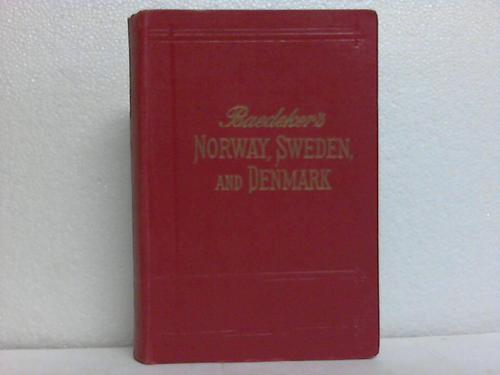 Baedeker's
NORWAY, SWEDEN,
AND DENMARK